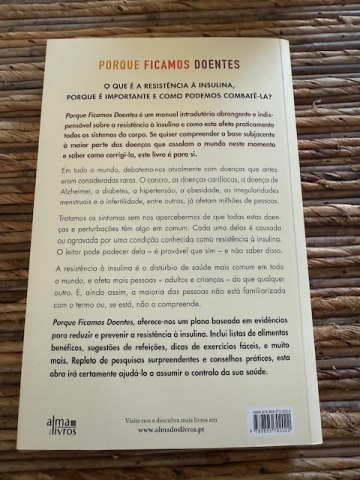 PORQUE FICAMOS DOENTES
O QUE É A RESISTÊNCIA À INSULINA,
PORQUE É IMPORTANTE E COMO PODEMOS COMBATÊ-LA?
Porque Ficamos Doentes é um manual introdutório abrangente e indis-
pensável sobre a resistência à insulina e como esta afeta praticamente
todos os sistemas do corpo. Se quiser compreender a base subjacente
à maior parte das doenças que assolam o mundo neste momento
e saber como corrigi-la, este livro é para si.
Em todo o mundo, debatemo-nos atualmente com doenças que antes
eram consideradas raras. O cancro, as doenças cardíacas, a doença de
Alzheimer, a diabetes, a hipertensão, a obesidade, as irregularidades
menstruais e a infertilidade, entre outras, já afetam milhões de pessoas.
Tratamos os sintomas sem nos apercebermos de que todas estas doen-
ças e perturbações têm algo em comum. Cada uma delas é causada
ou agravada por uma condição conhecida como resistência à insulina.
O leitor pode padecer dela – é provável que sim – e não saber disso.
A resistência à insulina é o distúrbio de saúde mais comum em todo
o mundo, e afeta mais pessoas – adultos e crianças – do que qualquer
outro. E, ainda assim, a maioria das pessoas não está familiarizada
com o termo ou, se está, não o compreende.
Porque Ficamos Doentes, oferece-nos um plano baseado em evidências
para reduzir e prevenir a resistência à insulina. Inclui listas de alimentos
benéficos, sugestões de refeições, dicas de exercícios fáceis, e muito
mais. Repleto de pesquisas surpreendentes e conselhos práticos, esta
obra irá certamente ajudá-lo a assumir o controlo da sua saúde.
alma
dos livros
Visite-nos e descubra mais livros em
www.almadoslivros.pt